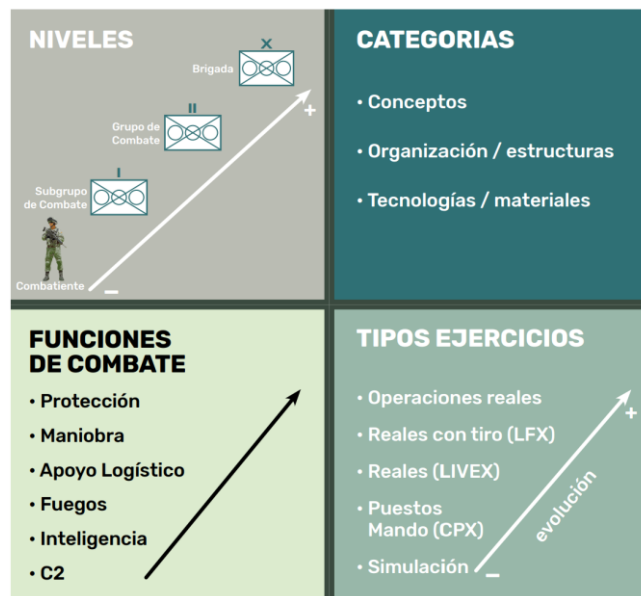 NIVELES
X
Brigada
+
II
Grupo de
Combate
I
Subgrupo
de Combate
Combatiente
–
CATEGORIAS
• Conceptos
• Organización / estructuras
• Tecnologías / materiales
FUNCIONES
DE COMBATE
• Protección
• Maniobra
• Apoyo Logístico
• Fuegos
• Inteligencia
• C2
TIPOS EJERCICIOS
• Operaciones reales
• Reales con tiro (LFX)
• Reales (LIVEX)
• Puestos
Mando (CPX)
• Simulación
–
evolución
+